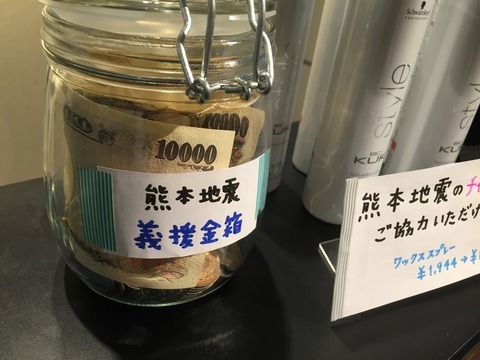 10000
10000
熊本地震
義援金箱
Schwarzkopf
style
style
熊本地震の
ご協力いただけ
ワックススプレー
¥1,944→¥